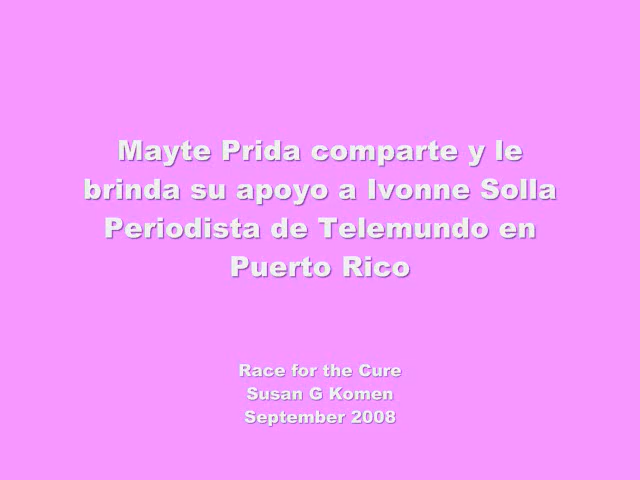 Mayte Prida comparte y le
brinda su apoyo a Ivonne Solla
Periodista de Telemundo en
Puerto Rico
Race for the Cure
Susan G Komen
September 2008